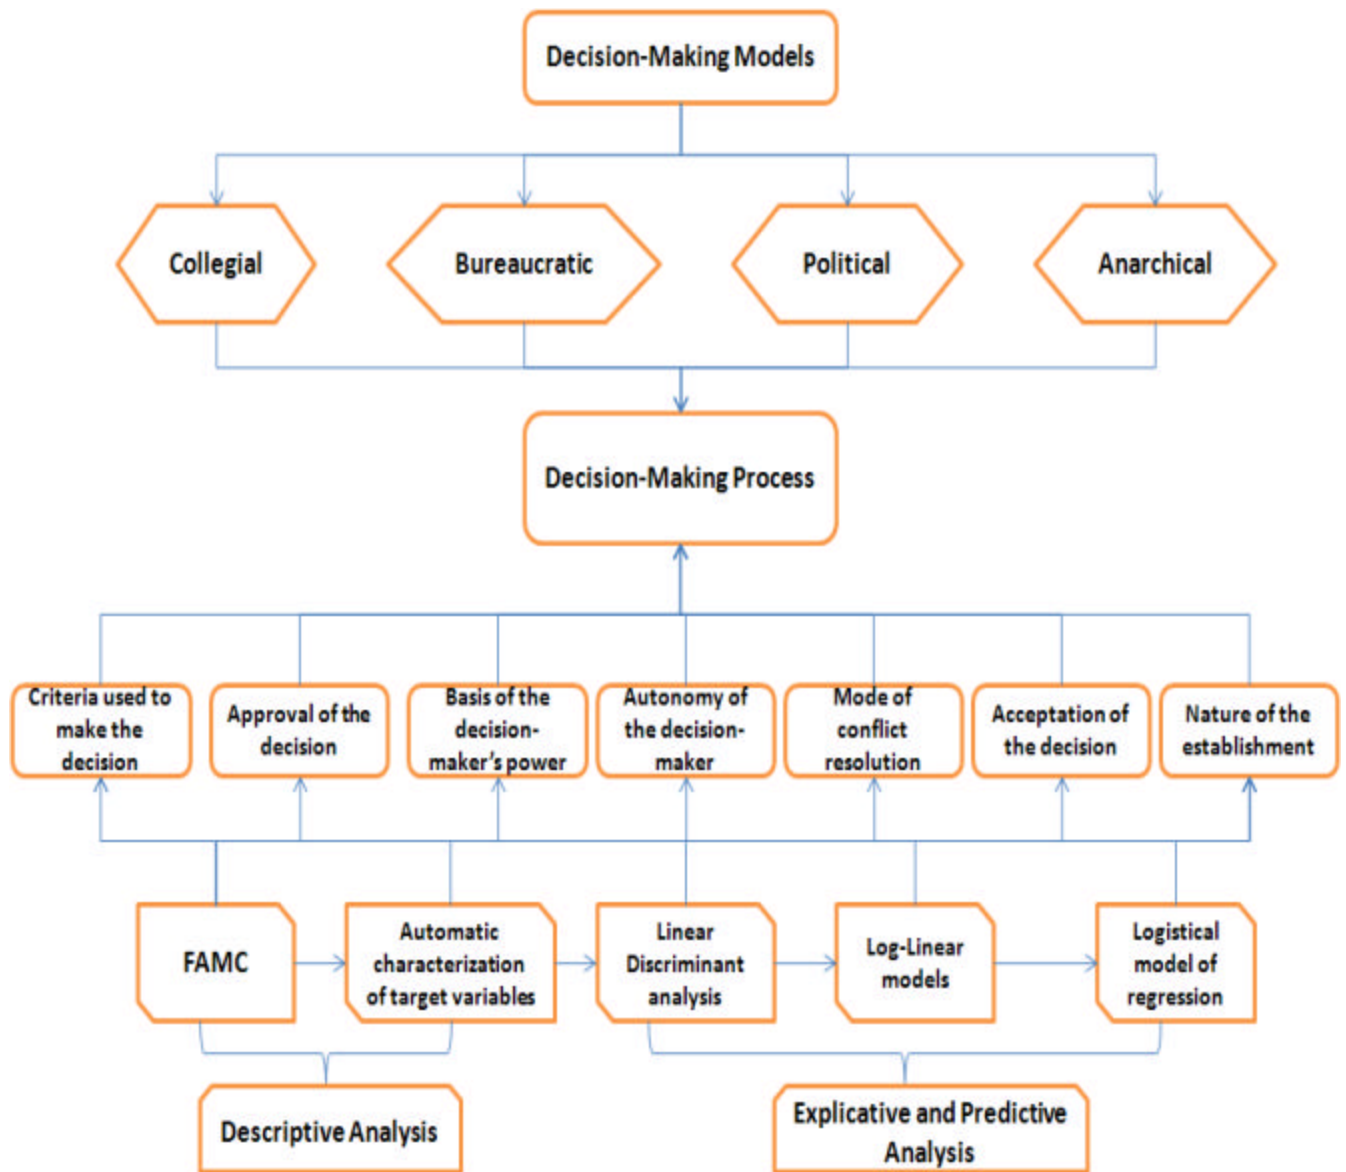 Decision-Making Models
Collegial
Bureaucratic
Political
Anarchical
Decision-Making Process
Criteria used to
make the
decision
Approval of the
decision
Basis of the
decision-
maker's power
Autonomy of
the decision-
maker
Mode of
conflict
resolution
Acceptation of
the decision
Nature of the
establishment
FAMC
Automatic
characterization
of target variables
Linear
Discriminant
analysis
Log-Linear
models
Logistical
model of
regression
Descriptive Analysis
Explicative and Predictive
Analysis